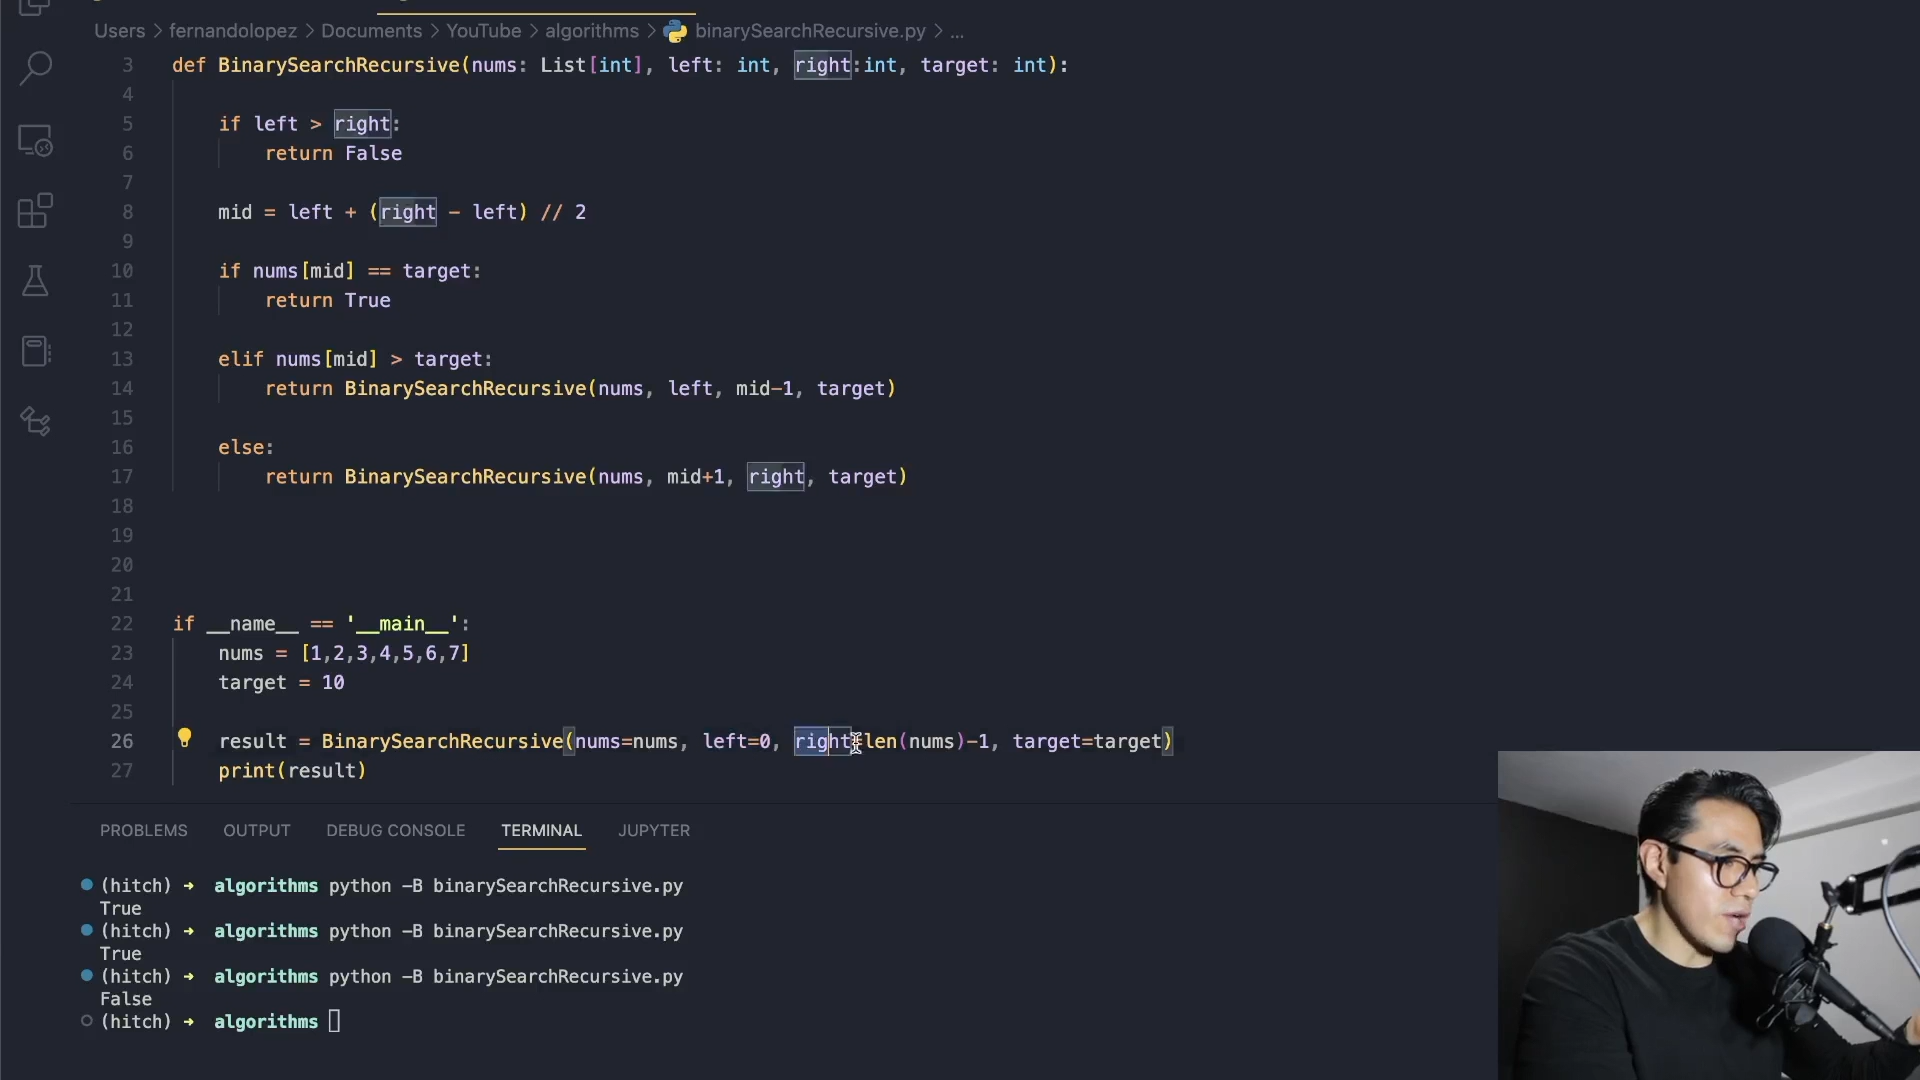 Users > fernandolopez > Documents > YouTube > algorithms > binarySearchRecursive.py > ...
3 def BinarySearchRecursive(nums: List[int], left: int, right:int, target: int):
4
5 if left > right:
6 return False
7
8 mid = left + (right - left) // 2
9
10 if nums[mid] == target:
11 return True
12
13 elif nums[mid] > target:
14 return BinarySearchRecursive(nums, left, mid-1, target)
15
16 else:
17 return BinarySearchRecursive(nums, mid+1, right, target)
18
19
20
21
22 if __name__ == '__main__':
23 nums = [1,2,3,4,5,6,7]
24 target = 10
25
26 result = BinarySearchRecursive(nums=nums, left=0, right=len(nums)-1, target=target)
27 print(result)
PROBLEMS OUTPUT DEBUG CONSOLE TERMINAL JUPYTER
(hitch) → algorithms python -B binarySearchRecursive.py
True
(hitch) → algorithms python -B binarySearchRecursive.py
True
(hitch) → algorithms python -B binarySearchRecursive.py
False
(hitch) → algorithms